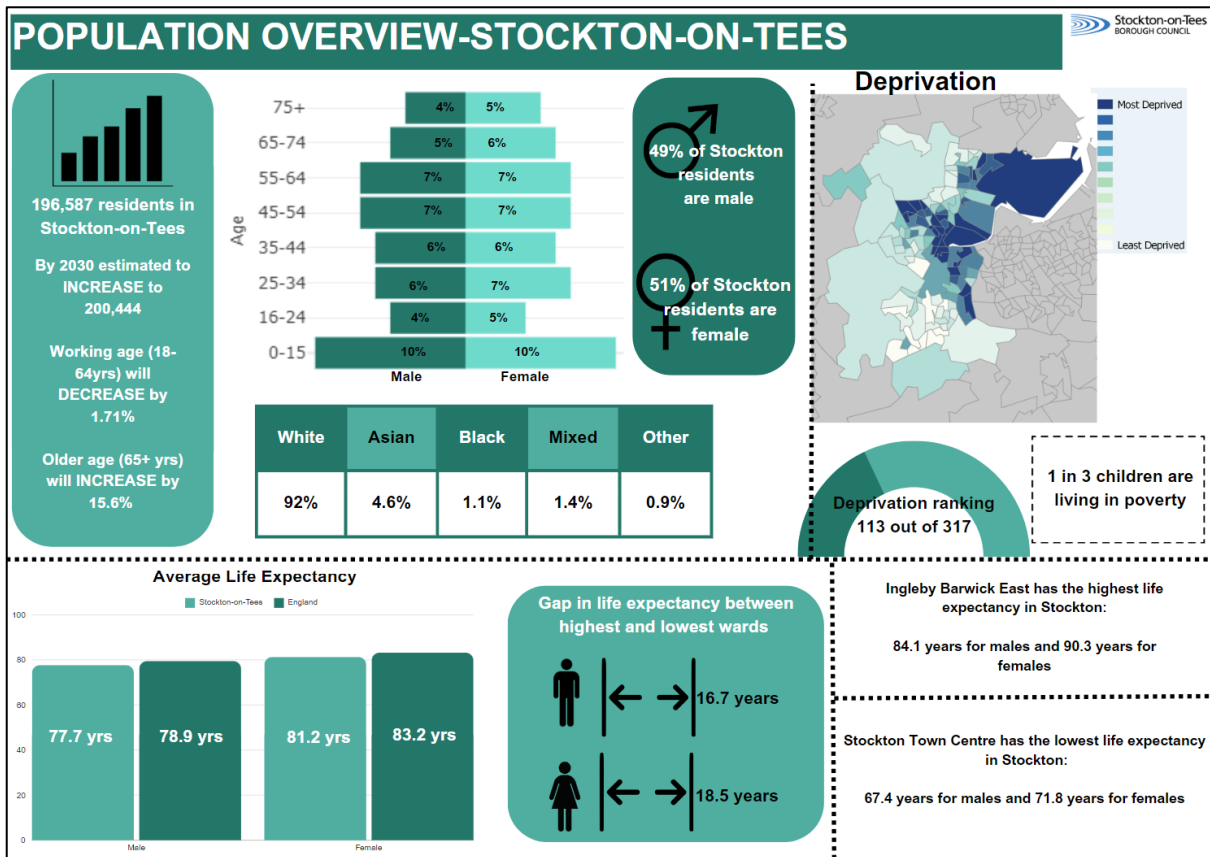 POPULATION OVERVIEW-STOCKTON-ON-TEES
Stockton-on-Tees
BOROUGH COUNCIL
196,587 residents in
Stockton-on-Tees
By 2030 estimated to
INCREASE to
200,444
Working age (18-
64yrs) will
DECREASE by
1.71%
Older age (65+ yrs)
will INCREASE by
15.6%
Age
75+ 4% 5%
65-74 5% 6%
55-64 7% 7%
45-54 7% 7%
35-44 6% 6%
25-34 6% 7%
16-24 4% 5%
0-15 10% 10%
Male Female
49% of Stockton
residents
are male
51% of Stockton
residents are
female
White Asian Black Mixed Other
92% 4.6% 1.1% 1.4% 0.9%
Deprivation
Most Deprived
Least Deprived
Deprivation ranking
113 out of 317
1 in 3 children are
living in poverty
Average Life Expectancy
Stockton-on-Tees England
100
80
60
40
20
0
77.7 yrs 78.9 yrs 81.2 yrs 83.2 yrs
Male Female
Gap in life expectancy between
highest and lowest wards
16.7 years
18.5 years
Ingleby Barwick East has the highest life
expectancy in Stockton:
84.1 years for males and 90.3 years for
females
Stockton Town Centre has the lowest life expectancy
in Stockton:
67.4 years for males and 71.8 years for females